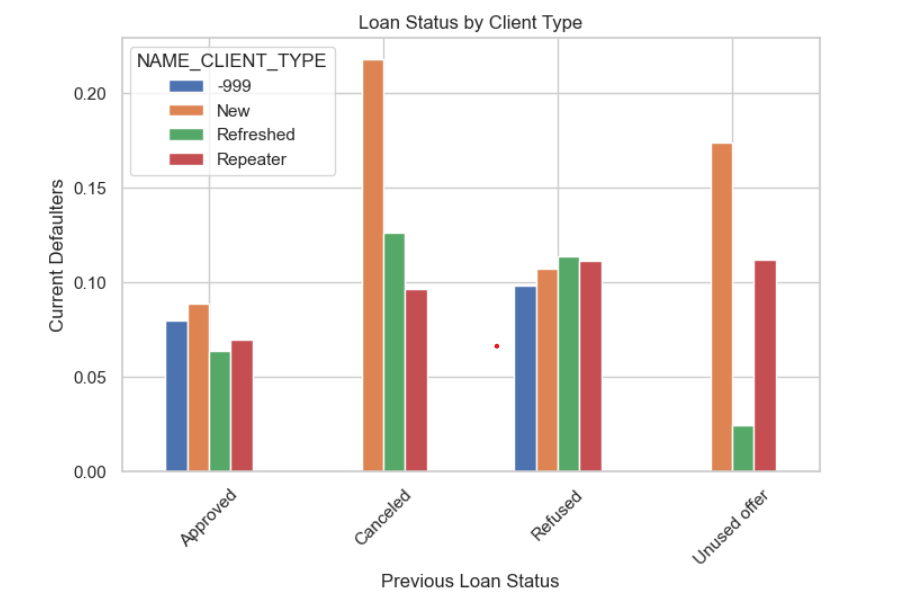 Loan Status by Client Type
NAME_CLIENT_TYPE
-999
New
Refreshed
Repeater
Current Defaulters
0.20
0.15
0.10
0.05
0.00
Approved
Canceled
Refused
Unused offer
Previous Loan Status